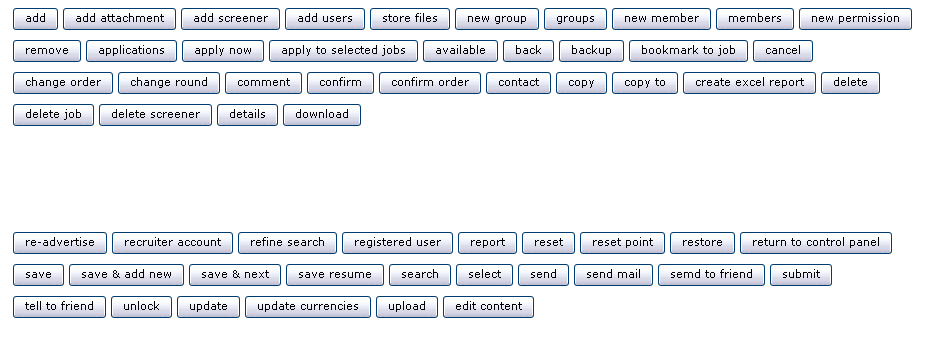 add add attachment add screener add users store files new group groups new member members new permission
remove applications apply now apply to selected jobs available back backup bookmark to job cancel
change order change round comment confirm confirm order contact copy copy to create excel report delete
delete job delete screener details download
re-advertise recruiter account refine search registered user report reset reset point restore return to control panel
save save & add new save & next save resume search select send send mail semd to friend submit
tell to friend unlock update update currencies upload edit content